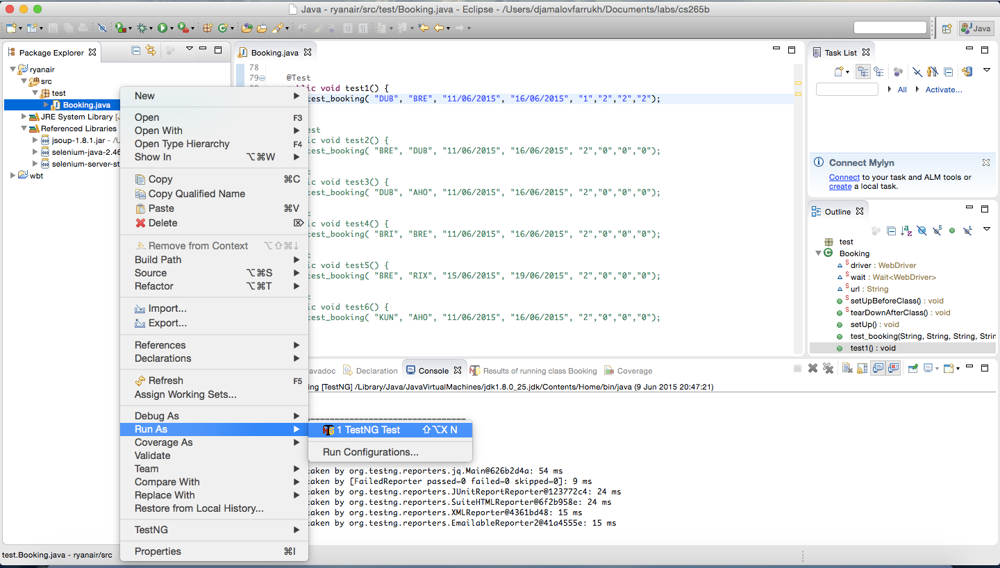 Java - ryanair/src/test/Booking.java - Eclipse - /Users/djamalovfarrukh/Documents/labs/cs265b
Java
Package Explorer
ryanair
src
test
Booking.java
JRE System Library [J
Referenced Libraries
jsoup-1.8.1.jar - /U
selenium-java-2.46
selenium-server-st
wbt
New
Open F3
Open With
Open Type Hierarchy F4
Show In ⌥⌘W
Copy ⌘C
Copy Qualified Name
Paste ⌘V
Delete ⌦
Remove from Context ⌥⇧⌘↓
Build Path
Source ⌥⌘S
Refactor ⌥⌘T
Import...
Export...
References
Declarations
Refresh F5
Assign Working Sets...
Debug As
Run As
Coverage As
Validate
Team
Compare With
Replace With
Restore from Local History...
TestNG
Properties ⌘I
1 TestNG Test ⇧⌥X N
Run Configurations...
Booking.java
78
79 @Test
blic void test1() {
test_booking( "DUB", "BRE", "11/06/2015", "16/06/2015", "1","2","2","2");
est
ic void test2() {
test_booking( "BRE", "DUB", "11/06/2015", "16/06/2015", "2","0","0","0");
t
ic void test3() {
test_booking( "DUB", "AHO", "11/06/2015", "16/06/2015", "2","0","0","0");
t
ic void test4() {
test_booking( "BRI", "BRE", "11/06/2015", "16/06/2015", "2","0","0","0");
t
ic void test5() {
test_booking( "BRE", "RIX", "15/06/2015", "19/06/2015", "2","0","0","0");
t
ic void test6() {
test_booking( "KUN", "AHO", "11/06/2015", "16/06/2015", "2","0","0","0");
avadoc Declaration Console Results of running class Booking Coverage
ng [TestNG] /Library/Java/JavaVirtualMachines/jdk1.8.0_25.jdk/Contents/Home/bin/java (9 Jun 2015 20:47:21)
===============================
taken by org.testng.reporters.jq.Main@626b2d4a: 54 ms
taken by [FailedReporter passed=0 failed=0 skipped=0]: 9 ms
taken by org.testng.reporters.JUnitReportReporter@123772c4: 24 ms
taken by org.testng.reporters.SuiteHTMLReporter@6f2b958e: 24 ms
taken by org.testng.reporters.XMLReporter@4361bd48: 15 ms
taken by org.testng.reporters.EmailableReporter2@41a4555e: 15 ms
Task List
All Activate...
Connect Mylyn
Connect to your task and ALM tools or
create a local task.
Outline
test
Booking
driver : WebDriver
wait : Wait<WebDriver>
url : String
setUpBeforeClass() : void
tearDownAfterClass() : void
setUp() : void
test_booking(String, String, String, Strin
test1() : void
test.Booking.java - ryanair/src